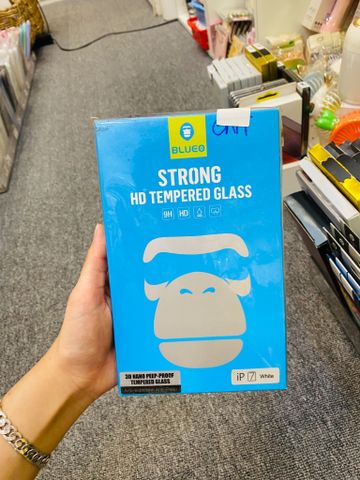 BLUEO
STRONG
HD TEMPERED GLASS
9H HD
3D NANO PEEP-PROOF
TEMPERED GLASS
iP 7 White